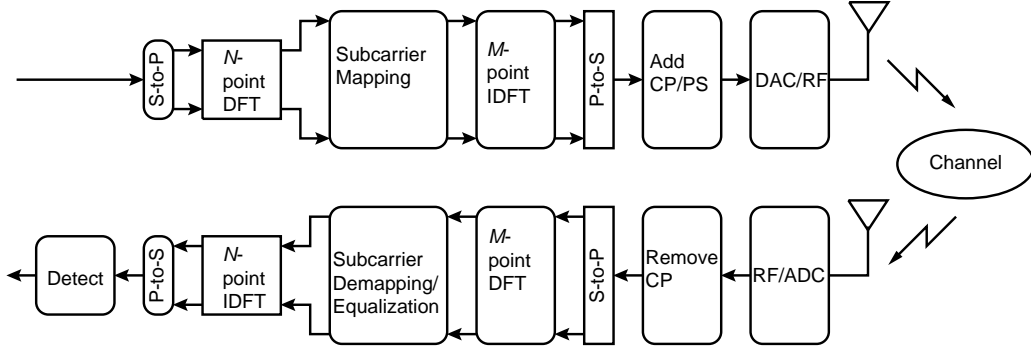 S-to-P
N-
point
DFT
Subcarrier
Mapping
M-
point
IDFT
P-to-S
Add
CP/PS
DAC/RF
Channel
Detect
P-to-S
N-
point
IDFT
Subcarrier
Demapping/
Equalization
M-
point
DFT
S-to-P
Remove
CP
RF/ADC